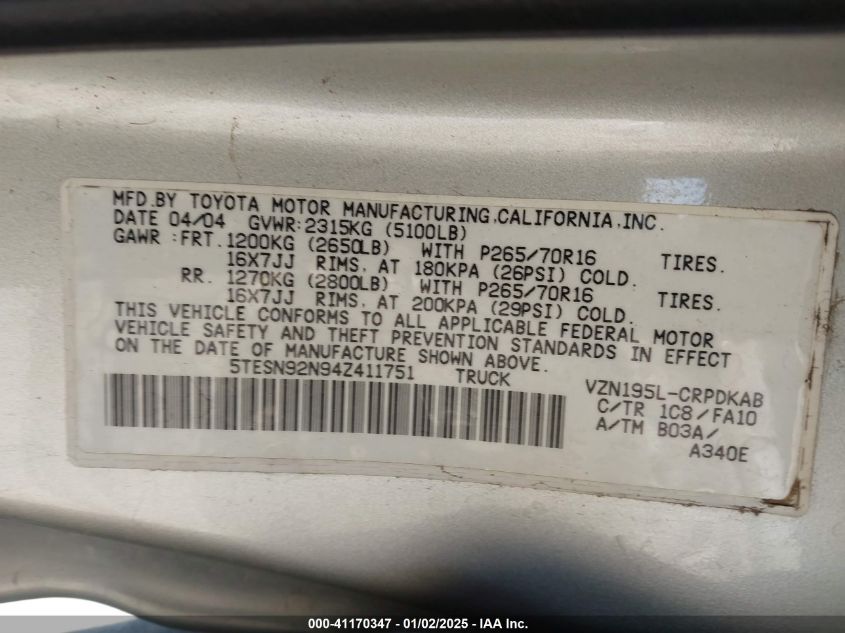 MFD.BY TOYOTA MOTOR MANUFACTURING,CALIFORNIA,INC.
DATE 04/04 GVWR:2315KG (5100LB)
GAWR :FRT.1200KG (2650LB) WITH P265/70R16 TIRES.
16X7JJ RIMS, AT 180KPA (26PSI) COLD.
RR. 1270KG (2800LB) WITH P265/70R16 TIRES.
16X7JJ RIMS, AT 200KPA (29PSI) COLD.
THIS VEHICLE CONFORMS TO ALL APPLICABLE FEDERAL MOTOR
VEHICLE SAFETY AND THEFT PREVENTION STANDARDS IN EFFECT
ON THE DATE OF MANUFACTURE SHOWN ABOVE.
5TESN92N94Z411751 TRUCK
VZN195L-CRPDKAB
C/TR 1C8/FA10
A/TM B03A/
A340E
000-41170347 - 01/02/2025 - IAA Inc.